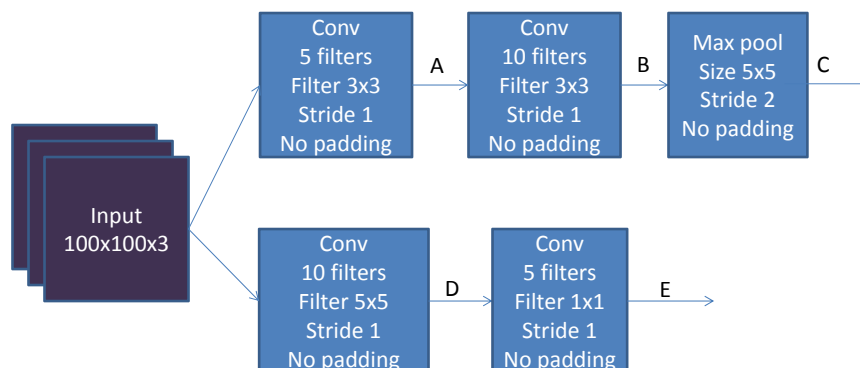 Conv
5 filters
Filter 3x3
Stride 1
No padding
A
Conv
10 filters
Filter 3x3
Stride 1
No padding
B
Max pool
Size 5x5
Stride 2
No padding
C
Input
100x100x3
Conv
10 filters
Filter 5x5
Stride 1
No padding
D
Conv
5 filters
Filter 1x1
Stride 1
No padding
E